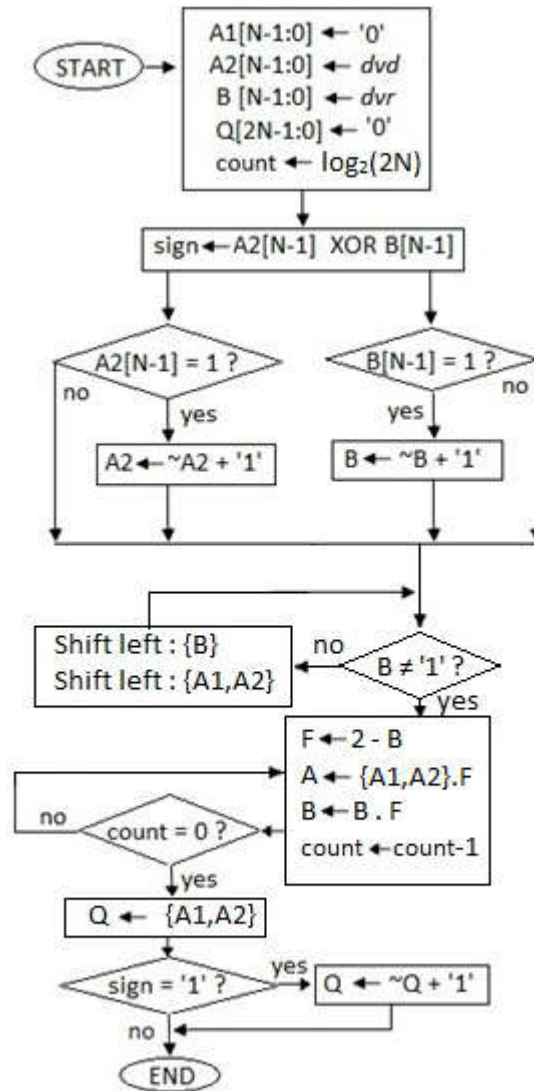 START
A1[N-1:0] ← '0'
A2[N-1:0] ← dvd
B [N-1:0] ← dvr
Q[2N-1:0] ← '0'
count ← log₂(2N)
sign ← A2[N-1] XOR B[N-1]
A2[N-1] = 1 ?
no
yes
A2 ← ~A2 + '1'
B[N-1] = 1 ?
no
yes
B ← ~B + '1'
Shift left : {B}
Shift left : {A1,A2}
no
B ≠ '1' ?
yes
F ← 2 - B
A ← {A1,A2}.F
B ← B . F
count ← count-1
no
count = 0 ?
yes
Q ← {A1,A2}
sign = '1' ?
yes
Q ← ~Q + '1'
no
END